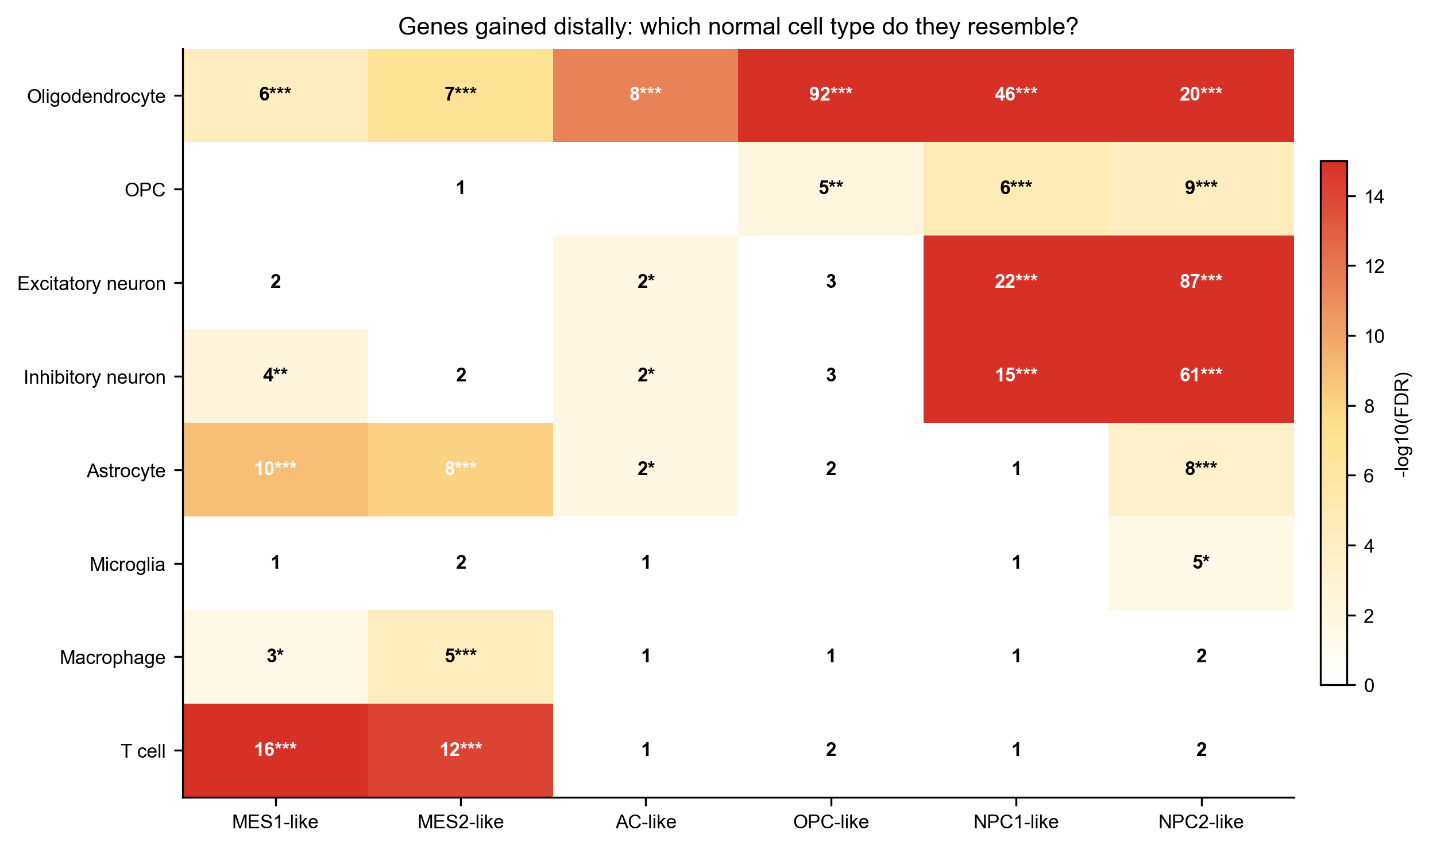 Genes gained distally: which normal cell type do they resemble?
Oligodendrocyte 6*** 7*** 8*** 92*** 46*** 20***
OPC 1 5** 6*** 9***
Excitatory neuron 2 2* 3 22*** 87***
Inhibitory neuron 4** 2 2* 3 15*** 61***
Astrocyte 10*** 8*** 2* 2 1 8***
Microglia 1 2 1 1 5*
Macrophage 3* 5*** 1 1 1 2
T cell 16*** 12*** 1 2 1 2
MES1-like MES2-like AC-like OPC-like NPC1-like NPC2-like
14
12
10
8
6
4
2
0
-log10(FDR)